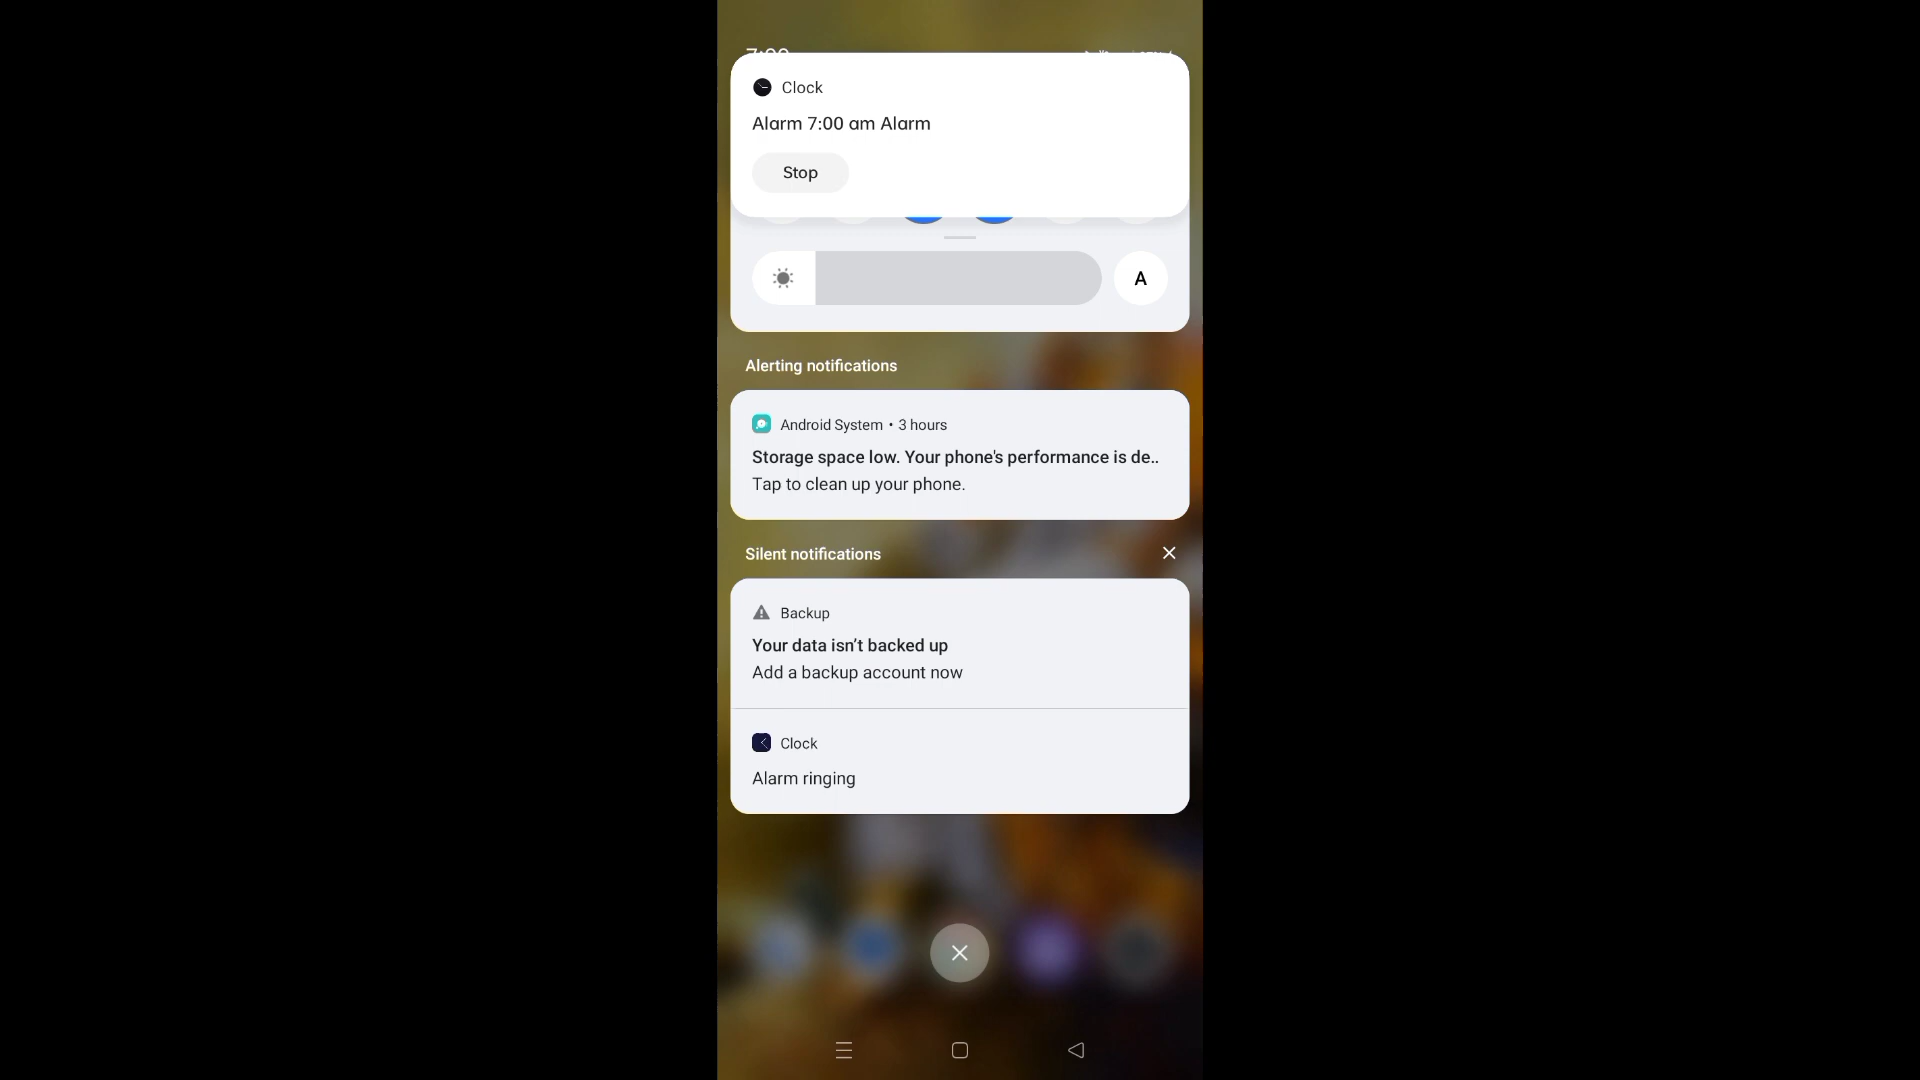 7:00
Clock
Alarm 7:00 am Alarm
Stop
A
Alerting notifications
Android System • 3 hours
Storage space low. Your phone's performance is de..
Tap to clean up your phone.
Silent notifications
Backup
Your data isn’t backed up
Add a backup account now
Clock
Alarm ringing